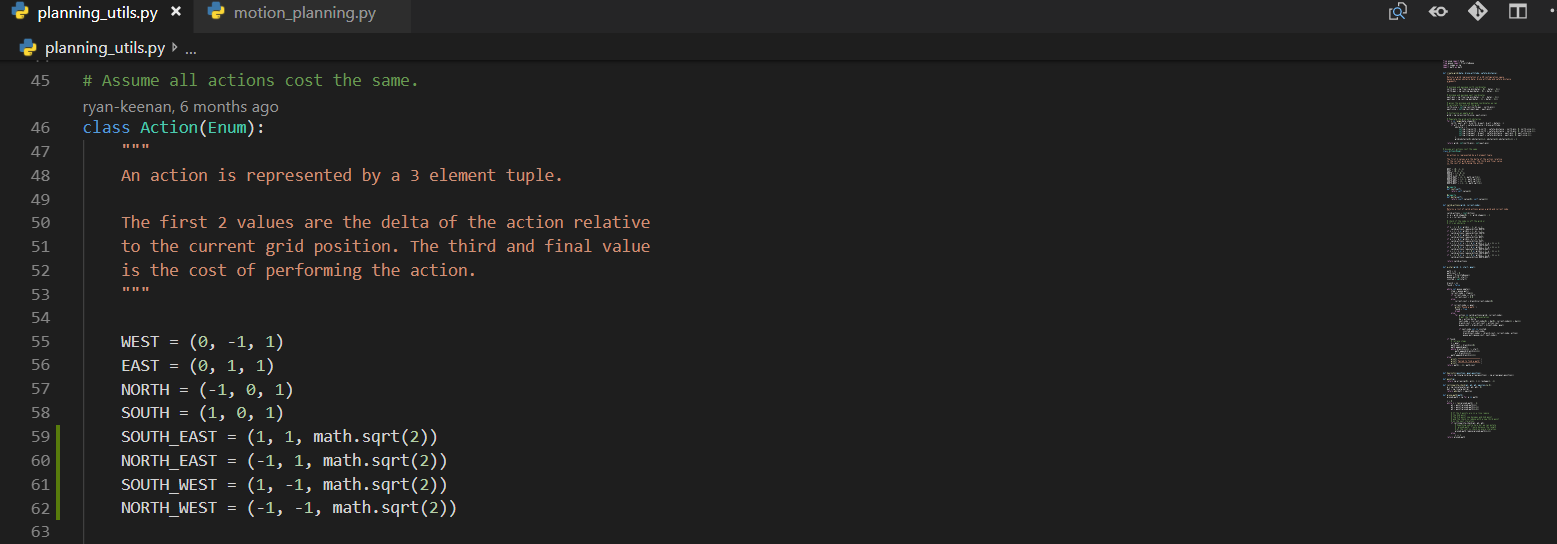 planning_utils.py × motion_planning.py
planning_utils.py ...
45 # Assume all actions cost the same.
ryan-keenan, 6 months ago
46 class Action(Enum):
47 """
48 An action is represented by a 3 element tuple.
49
50 The first 2 values are the delta of the action relative
51 to the current grid position. The third and final value
52 is the cost of performing the action.
53 """
54
55 WEST = (0, -1, 1)
56 EAST = (0, 1, 1)
57 NORTH = (-1, 0, 1)
58 SOUTH = (1, 0, 1)
59 SOUTH_EAST = (1, 1, math.sqrt(2))
60 NORTH_EAST = (-1, 1, math.sqrt(2))
61 SOUTH_WEST = (1, -1, math.sqrt(2))
62 NORTH_WEST = (-1, -1, math.sqrt(2))
63